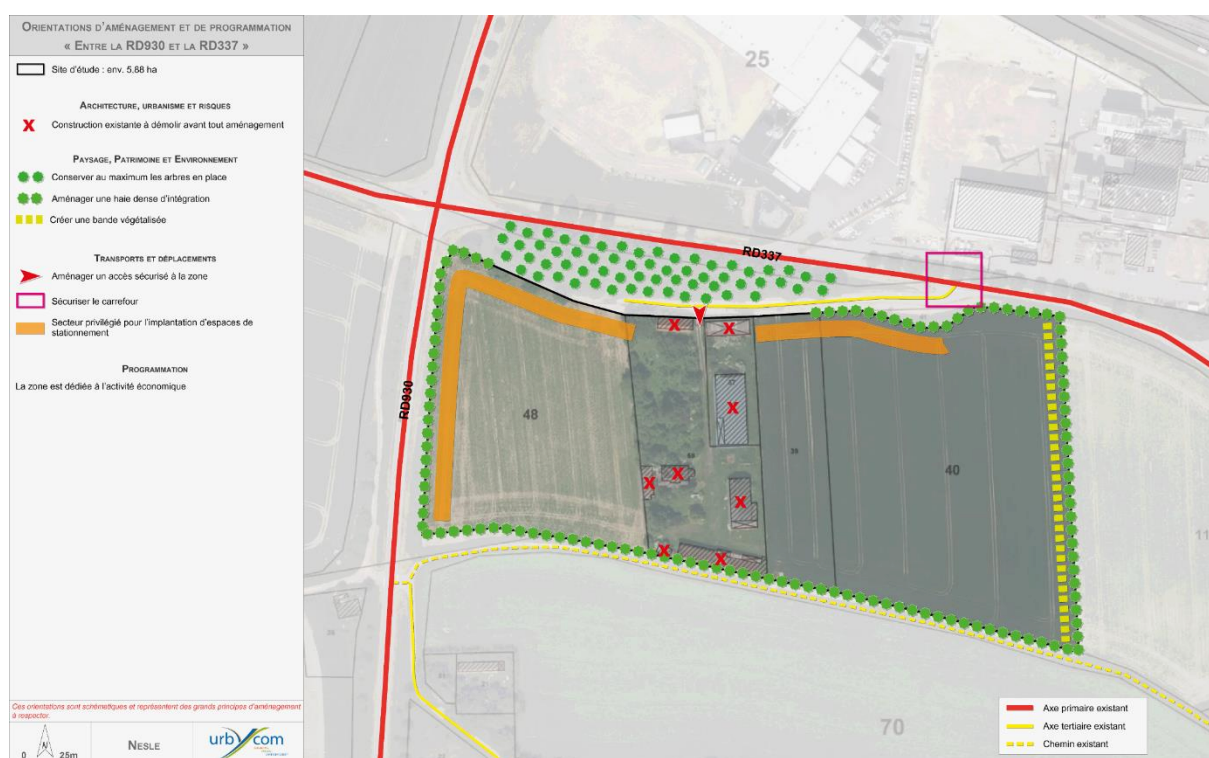 ORIENTATIONS D'AMÉNAGEMENT ET DE PROGRAMMATION
« ENTRE LA RD930 ET LA RD337 »
Site d'étude : env. 5.88 ha
ARCHITECTURE, URBANISME ET RISQUES
X Construction existante à démolir avant tout aménagement
PAYSAGE, PATRIMOINE ET ENVIRONNEMENT
Conserver au maximum les arbres en place
Aménager une haie dense d'intégration
Créer une bande végétalisée
TRANSPORTS ET DÉPLACEMENTS
Aménager un accès sécurisé à la zone
Sécuriser le carrefour
Secteur privilégié pour l'implantation d'espaces de
stationnement
PROGRAMMATION
La zone est dédiée à l'activité économique
Ces orientations sont schématiques et représentent des grands principes d'aménagement
à respecter.
0 N 25m
NESLE
urbycom
25
RD337
RD930
48
40
70
X
X
X
X
X
X
X
X
Axe primaire existant
Axe tertiaire existant
Chemin existant